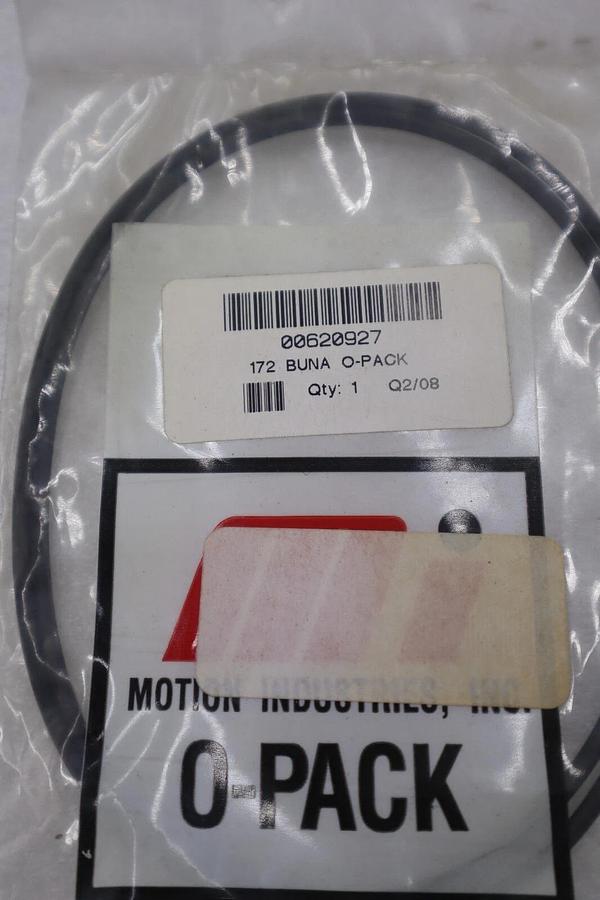 00620927
172 BUNA O-PACK
Qty: 1 Q2/08
MOTION INDUSTRIES, INC.
O-PACK